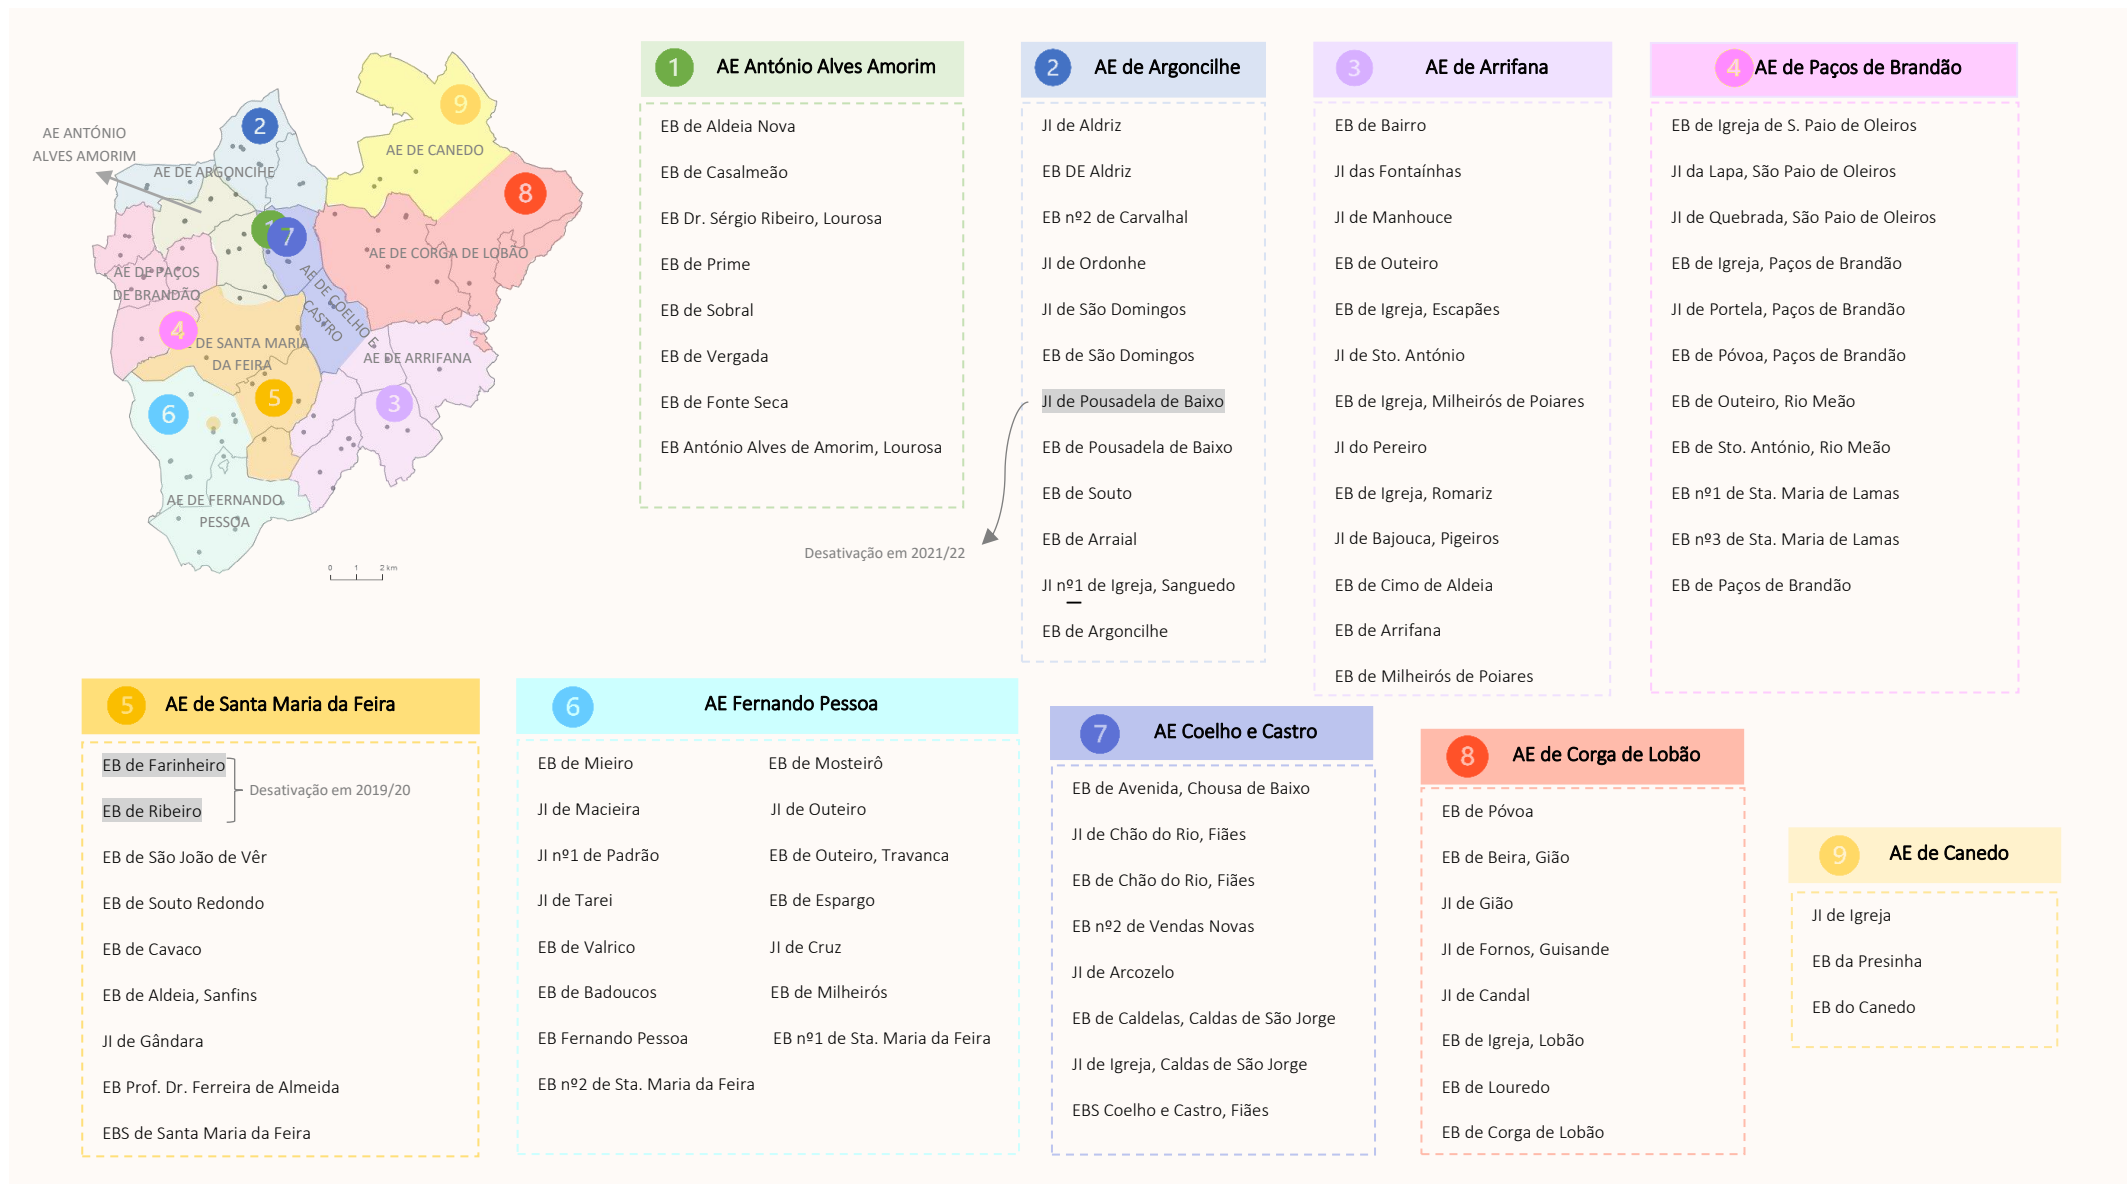 AE ANTÓNIO
ALVES AMORIM
2
9
AE DE CANEDO
AE DE ARGONCIHE
8
1
7
AE DE CORGA DE LOBÃO
AE DE PAÇOS
DE BRANDÃO
AE DE COELHO E
CASTRO
4
DE SANTA MARIA
DA FEIRA
AE DE ARRIFANA
5
3
6
AE DE FERNANDO
PESSOA
0 1 2 km
1 AE António Alves Amorim
EB de Aldeia Nova
EB de Casalmeão
EB Dr. Sérgio Ribeiro, Lourosa
EB de Prime
EB de Sobral
EB de Vergada
EB de Fonte Seca
EB António Alves de Amorim, Lourosa
2 AE de Argoncilhe
JI de Aldriz
EB DE Aldriz
EB nº2 de Carvalhal
JI de Ordonhe
JI de São Domingos
EB de São Domingos
JI de Pousadela de Baixo
EB de Pousadela de Baixo
EB de Souto
EB de Arraial
JI nº1 de Igreja, Sanguedo
EB de Argoncilhe
Desativação em 2021/22
3 AE de Arrifana
EB de Bairro
JI das Fontaínhas
JI de Manhouce
EB de Outeiro
EB de Igreja, Escapães
JI de Sto. António
EB de Igreja, Milheirós de Poiares
JI do Pereiro
EB de Igreja, Romariz
JI de Bajouca, Pigeiros
EB de Cimo de Aldeia
EB de Arrifana
EB de Milheirós de Poiares
4 AE de Paços de Brandão
EB de Igreja de S. Paio de Oleiros
JI da Lapa, São Paio de Oleiros
JI de Quebrada, São Paio de Oleiros
EB de Igreja, Paços de Brandão
JI de Portela, Paços de Brandão
EB de Póvoa, Paços de Brandão
EB de Outeiro, Rio Meão
EB de Sto. António, Rio Meão
EB nº1 de Sta. Maria de Lamas
EB nº3 de Sta. Maria de Lamas
EB de Paços de Brandão
5 AE de Santa Maria da Feira
EB de Farinheiro
EB de Ribeiro
Desativação em 2019/20
EB de São João de Vêr
EB de Souto Redondo
EB de Cavaco
EB de Aldeia, Sanfins
JI de Gândara
EB Prof. Dr. Ferreira de Almeida
EBS de Santa Maria da Feira
6 AE Fernando Pessoa
EB de Mieiro
JI de Macieira
JI nº1 de Padrão
JI de Tarei
EB de Valrico
EB de Badoucos
EB Fernando Pessoa
EB nº2 de Sta. Maria da Feira
EB de Mosteirô
JI de Outeiro
EB de Outeiro, Travanca
EB de Espargo
JI de Cruz
EB de Milheirós
EB nº1 de Sta. Maria da Feira
7 AE Coelho e Castro
EB de Avenida, Chousa de Baixo
JI de Chão do Rio, Fiães
EB de Chão do Rio, Fiães
EB nº2 de Vendas Novas
JI de Arcozelo
EB de Caldelas, Caldas de São Jorge
JI de Igreja, Caldas de São Jorge
EBS Coelho e Castro, Fiães
8 AE de Corga de Lobão
EB de Póvoa
EB de Beira, Gião
JI de Gião
JI de Fornos, Guisande
JI de Candal
EB de Igreja, Lobão
EB de Louredo
EB de Corga de Lobão
9 AE de Canedo
JI de Igreja
EB da Presinha
EB do Canedo